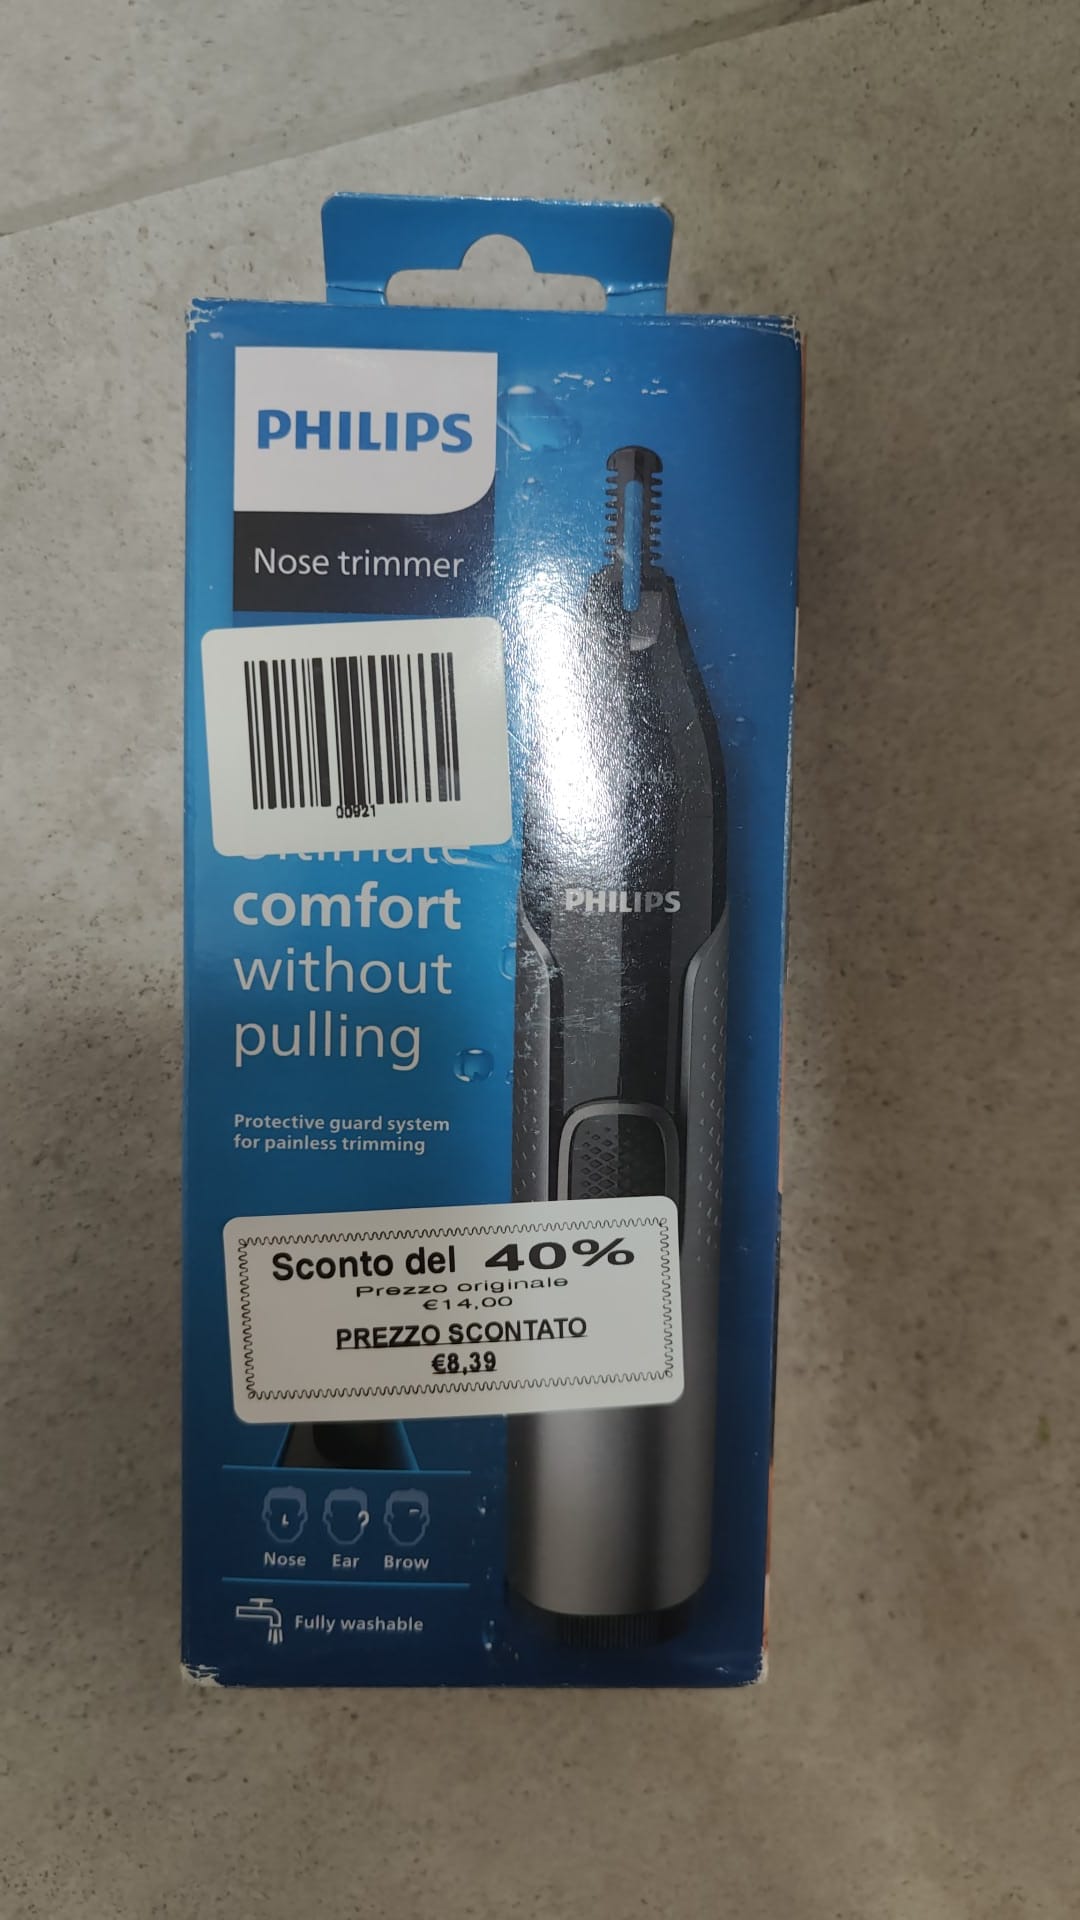 PHILIPS
Nose trimmer
00921
Ultimate
comfort
without
pulling
PHILIPS
Protective guard system
for painless trimming
Sconto del 40%
Prezzo originale
€14,00
PREZZO SCONTATO
€8,39
Nose Ear Brow
Fully washable